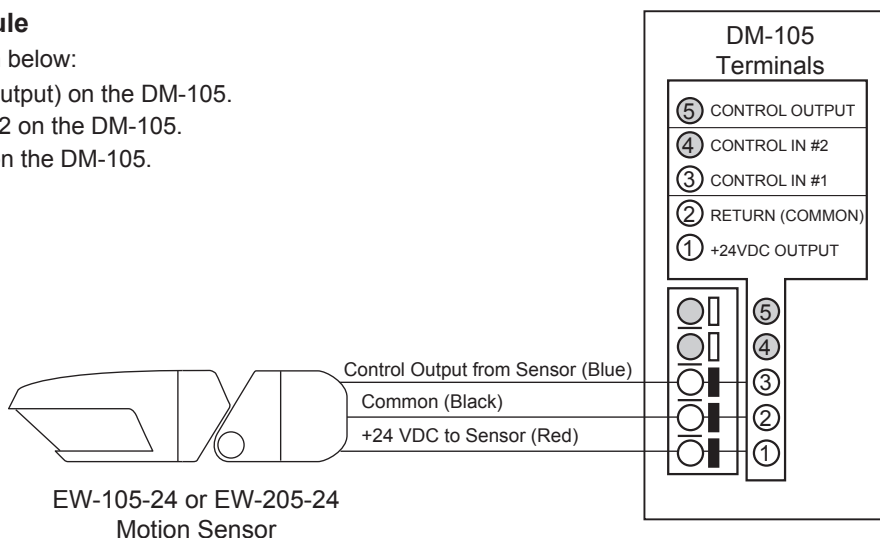 ule
below:
utput) on the DM-105.
2 on the DM-105.
n the DM-105.
DM-105
Terminals
5 CONTROL OUTPUT
4 CONTROL IN #2
3 CONTROL IN #1
2 RETURN (COMMON)
1 +24VDC OUTPUT
5
4
Control Output from Sensor (Blue)
3
Common (Black)
2
+24 VDC to Sensor (Red)
1
EW-105-24 or EW-205-24
Motion Sensor